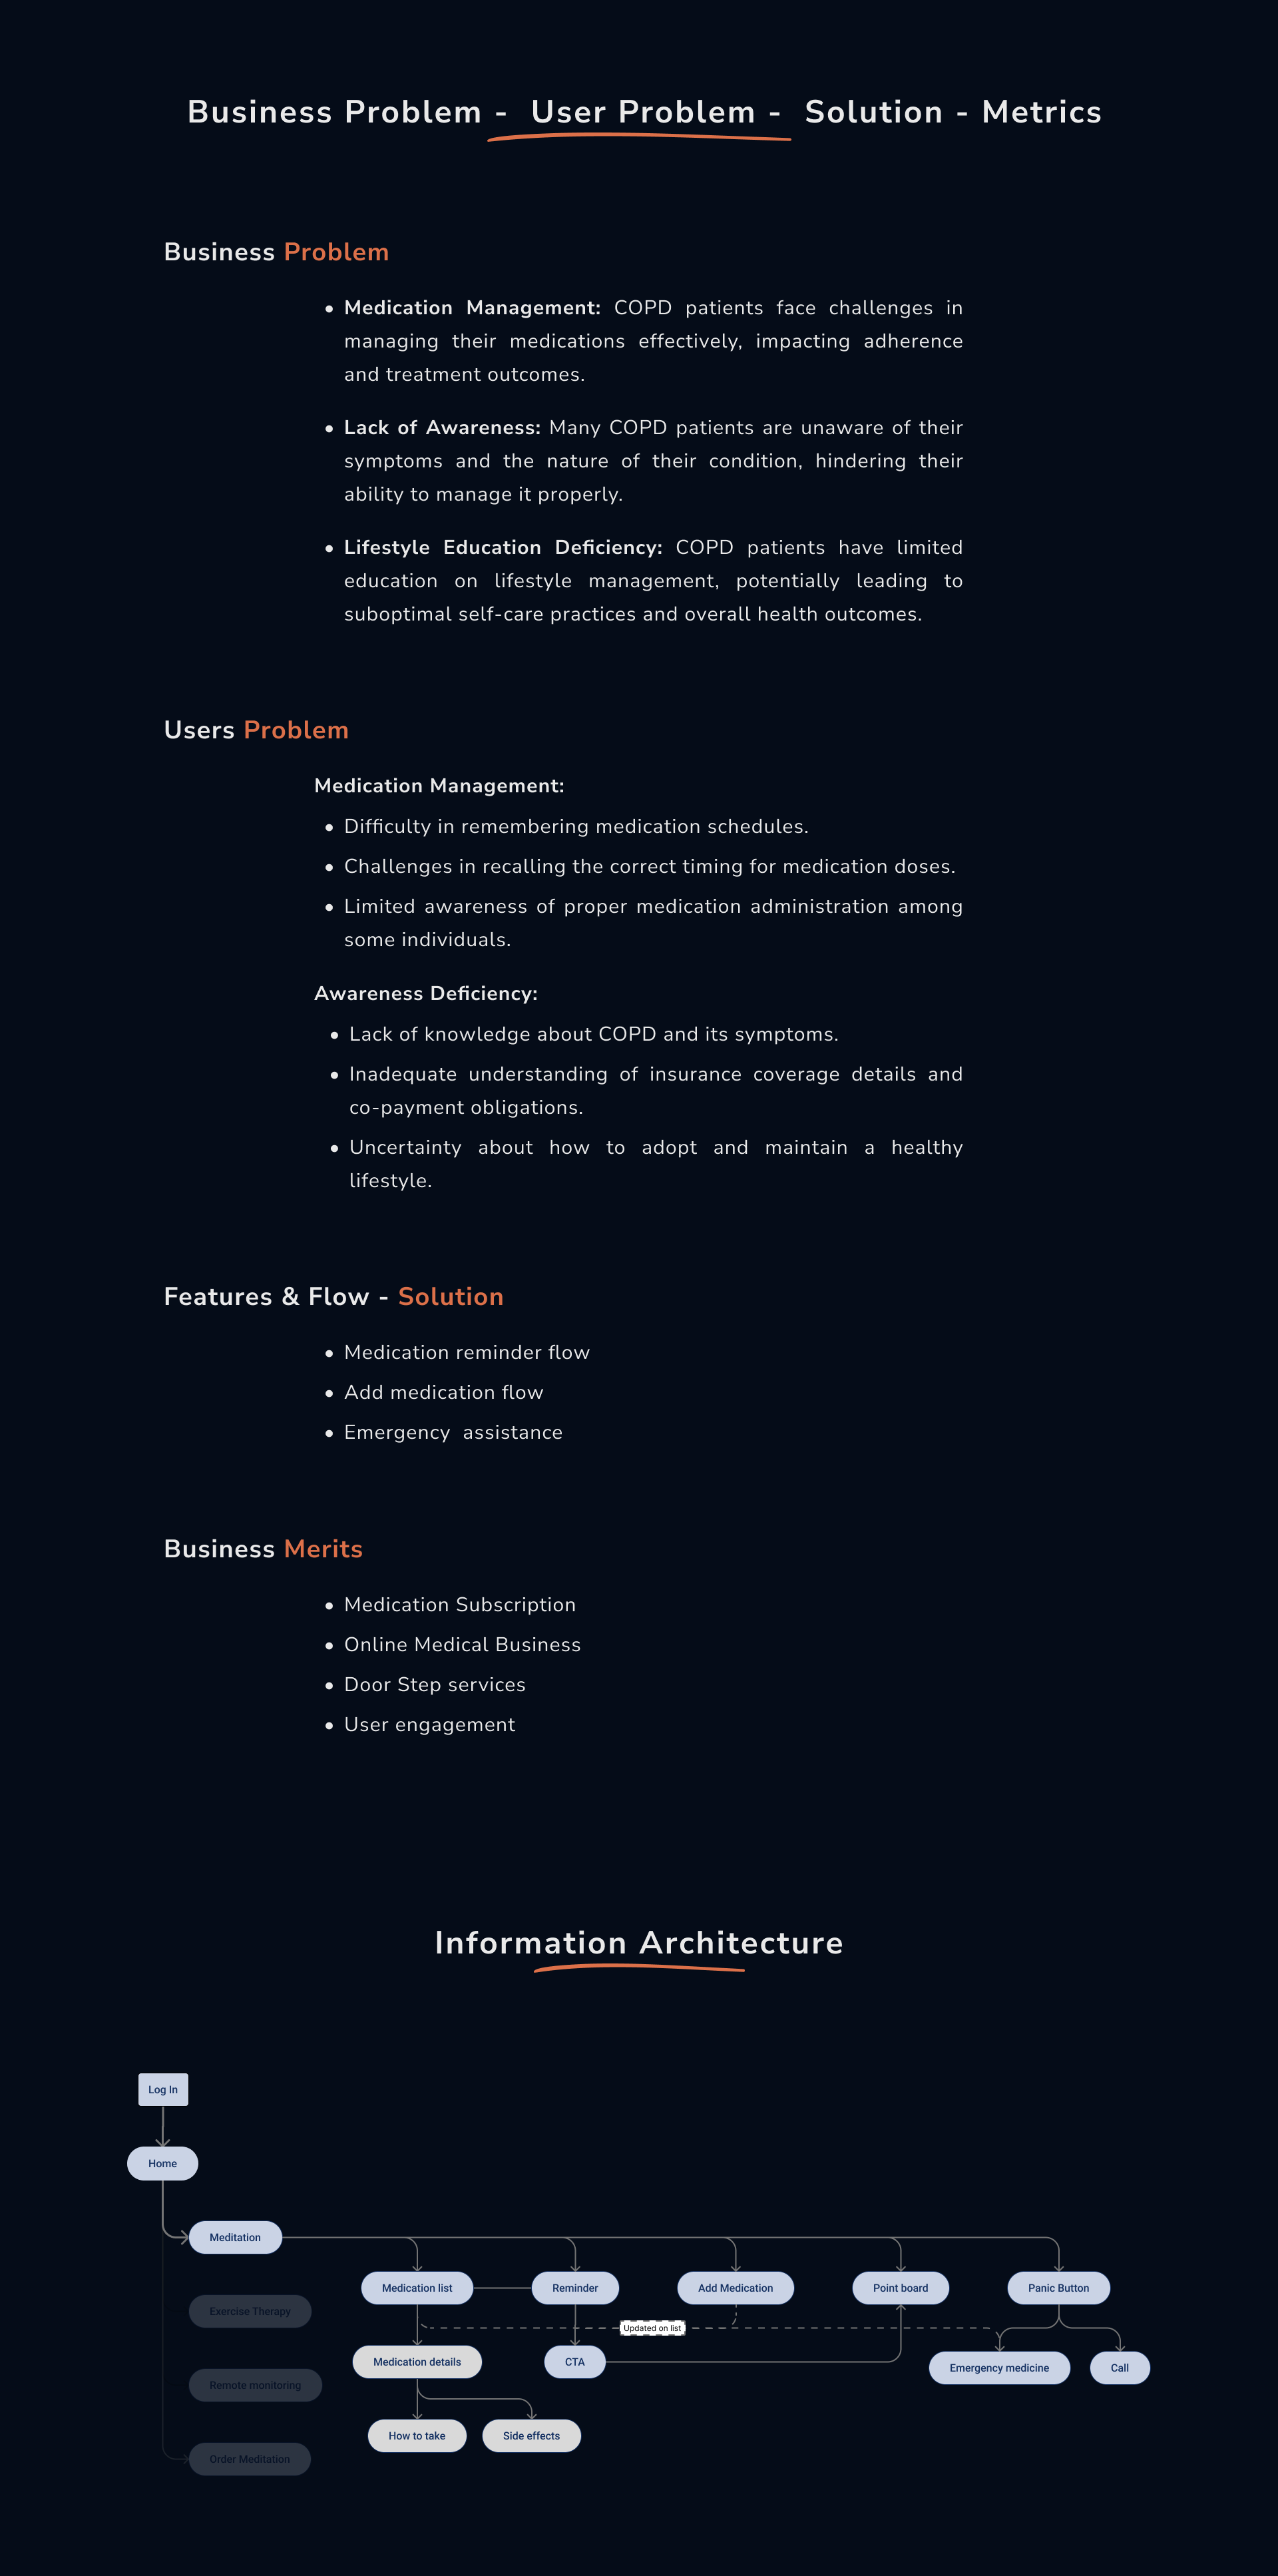 Business Problem - User Problem - Solution - Metrics
Business Problem
• Medication Management: COPD patients face challenges in
managing their medications effectively, impacting adherence
and treatment outcomes.
• Lack of Awareness: Many COPD patients are unaware of their
symptoms and the nature of their condition, hindering their
ability to manage it properly.
• Lifestyle Education Deficiency: COPD patients have limited
education on lifestyle management, potentially leading to
suboptimal self-care practices and overall health outcomes.
Users Problem
Medication Management:
• Difficulty in remembering medication schedules.
• Challenges in recalling the correct timing for medication doses.
• Limited awareness of proper medication administration among
some individuals.
Awareness Deficiency:
• Lack of knowledge about COPD and its symptoms.
• Inadequate understanding of insurance coverage details and
co-payment obligations.
• Uncertainty about how to adopt and maintain a healthy
lifestyle.
Features & Flow - Solution
• Medication reminder flow
• Add medication flow
• Emergency assistance
Business Merits
• Medication Subscription
• Online Medical Business
• Door Step services
• User engagement
Information Architecture
Log In
Home
Meditation
Medication list
Reminder
Add Medication
Point board
Panic Button
Exercise Therapy
Updated on list
Medication details
CTA
Emergency medicine
Call
Remote monitoring
How to take
Side effects
Order Meditation